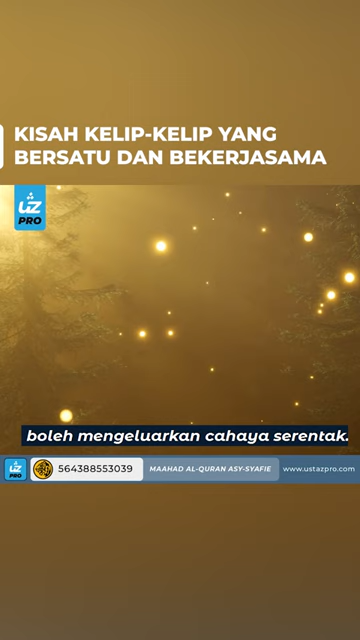 KISAH KELIP-KELIP YANG
BERSATU DAN BEKERJASAMA
UZ
PRO
boleh mengeluarkan cahaya serentak.
UZ
PRO
564388553039
MAAHAD AL-QURAN ASY-SYAFIE
www.ustazpro.com